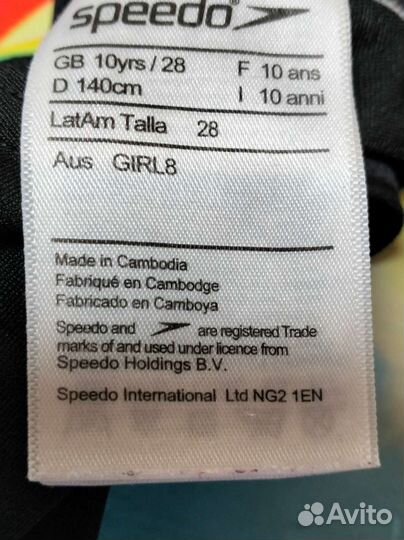 speedo
GB 10yrs / 28 F 10 ans
D 140cm I 10 anni
LatAm Talla 28
Aus GIRL8
Made in Cambodia
Fabriqué en Cambodge
Fabricado en Camboya
Speedo and are registered Trade
marks of and used under licence from
Speedo Holdings B.V.
Speedo International Ltd NG2 1EN
Avito